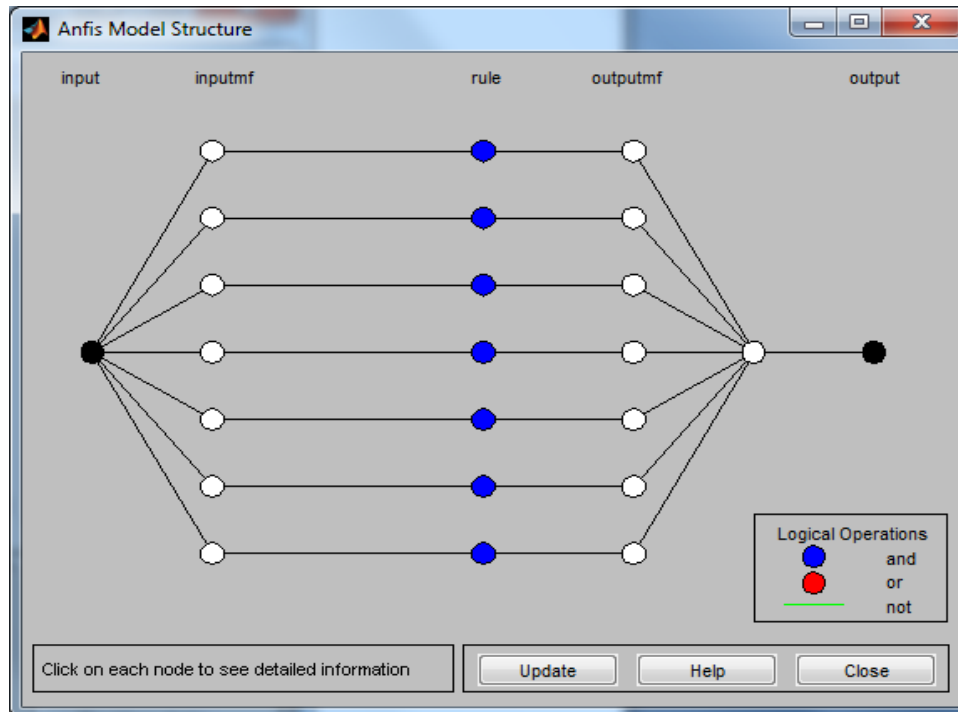 Anfis Model Structure
input inputmf rule outputmf output
Logical Operations
and
or
not
Click on each node to see detailed information
Update Help Close